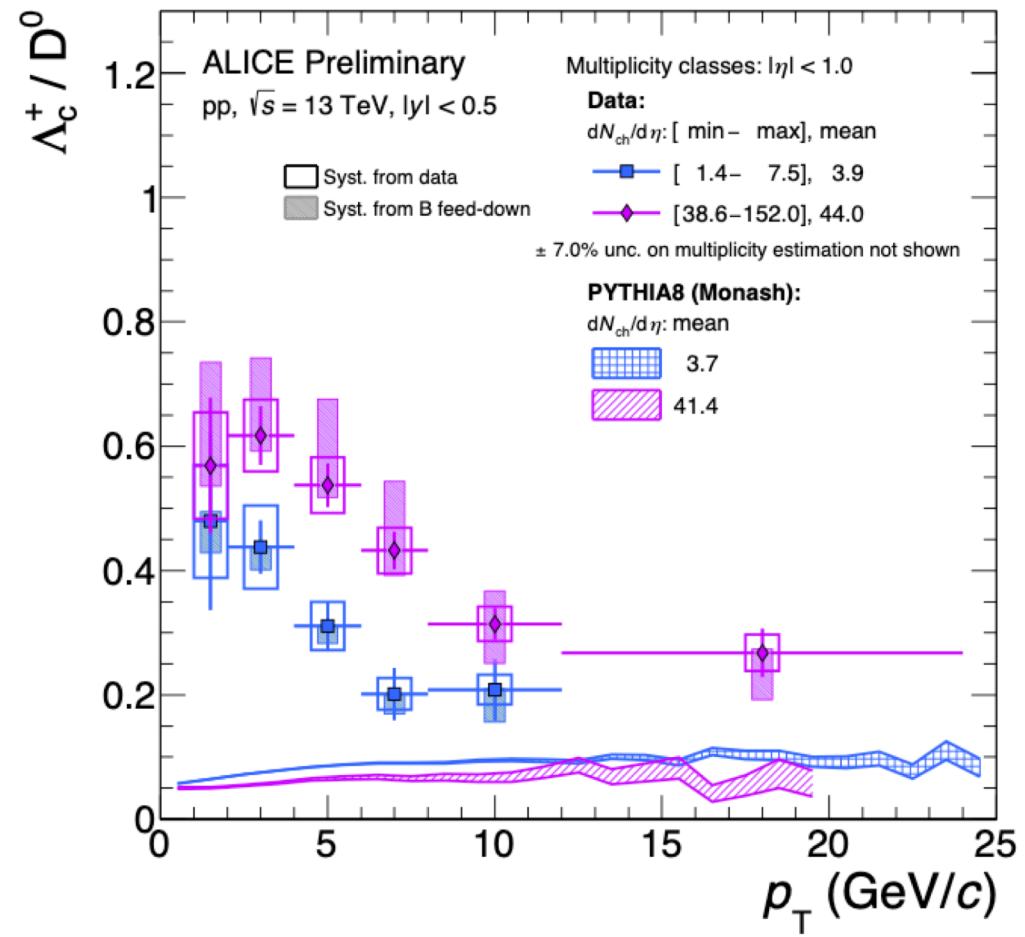 Λc+ / D0
ALICE Preliminary
pp, √s = 13 TeV, |y| < 0.5
Syst. from data
Syst. from B feed-down
Multiplicity classes: |η| < 1.0
Data:
dNch/dη: [ min− max], mean
[ 1.4− 7.5], 3.9
[38.6−152.0], 44.0
± 7.0% unc. on multiplicity estimation not shown
PYTHIA8 (Monash):
dNch/dη: mean
3.7
41.4
1.2
1
0.8
0.6
0.4
0.2
0
0 5 10 15 20 25
pT (GeV/c)